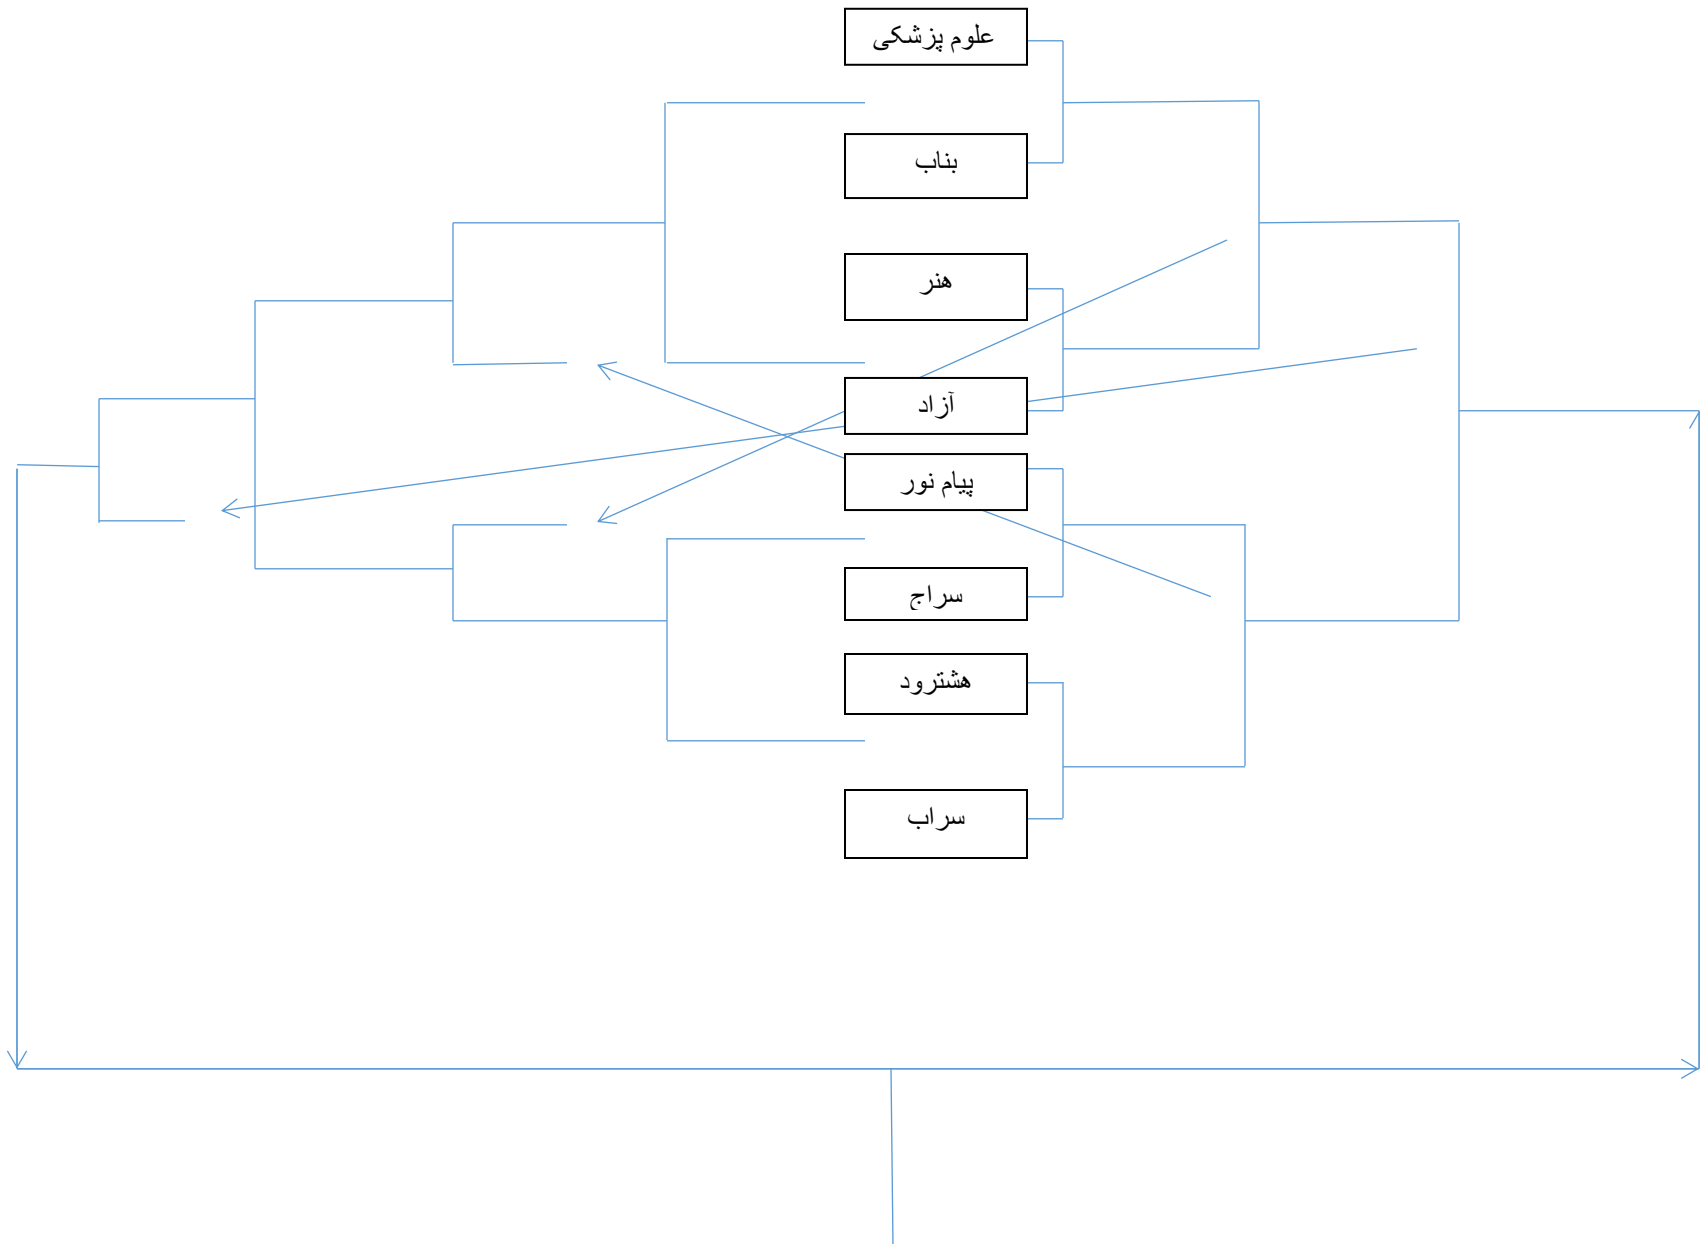 علوم پزشکی
بناب
هنر
آزاد
پیام نور
سراج
هشترود
سراب